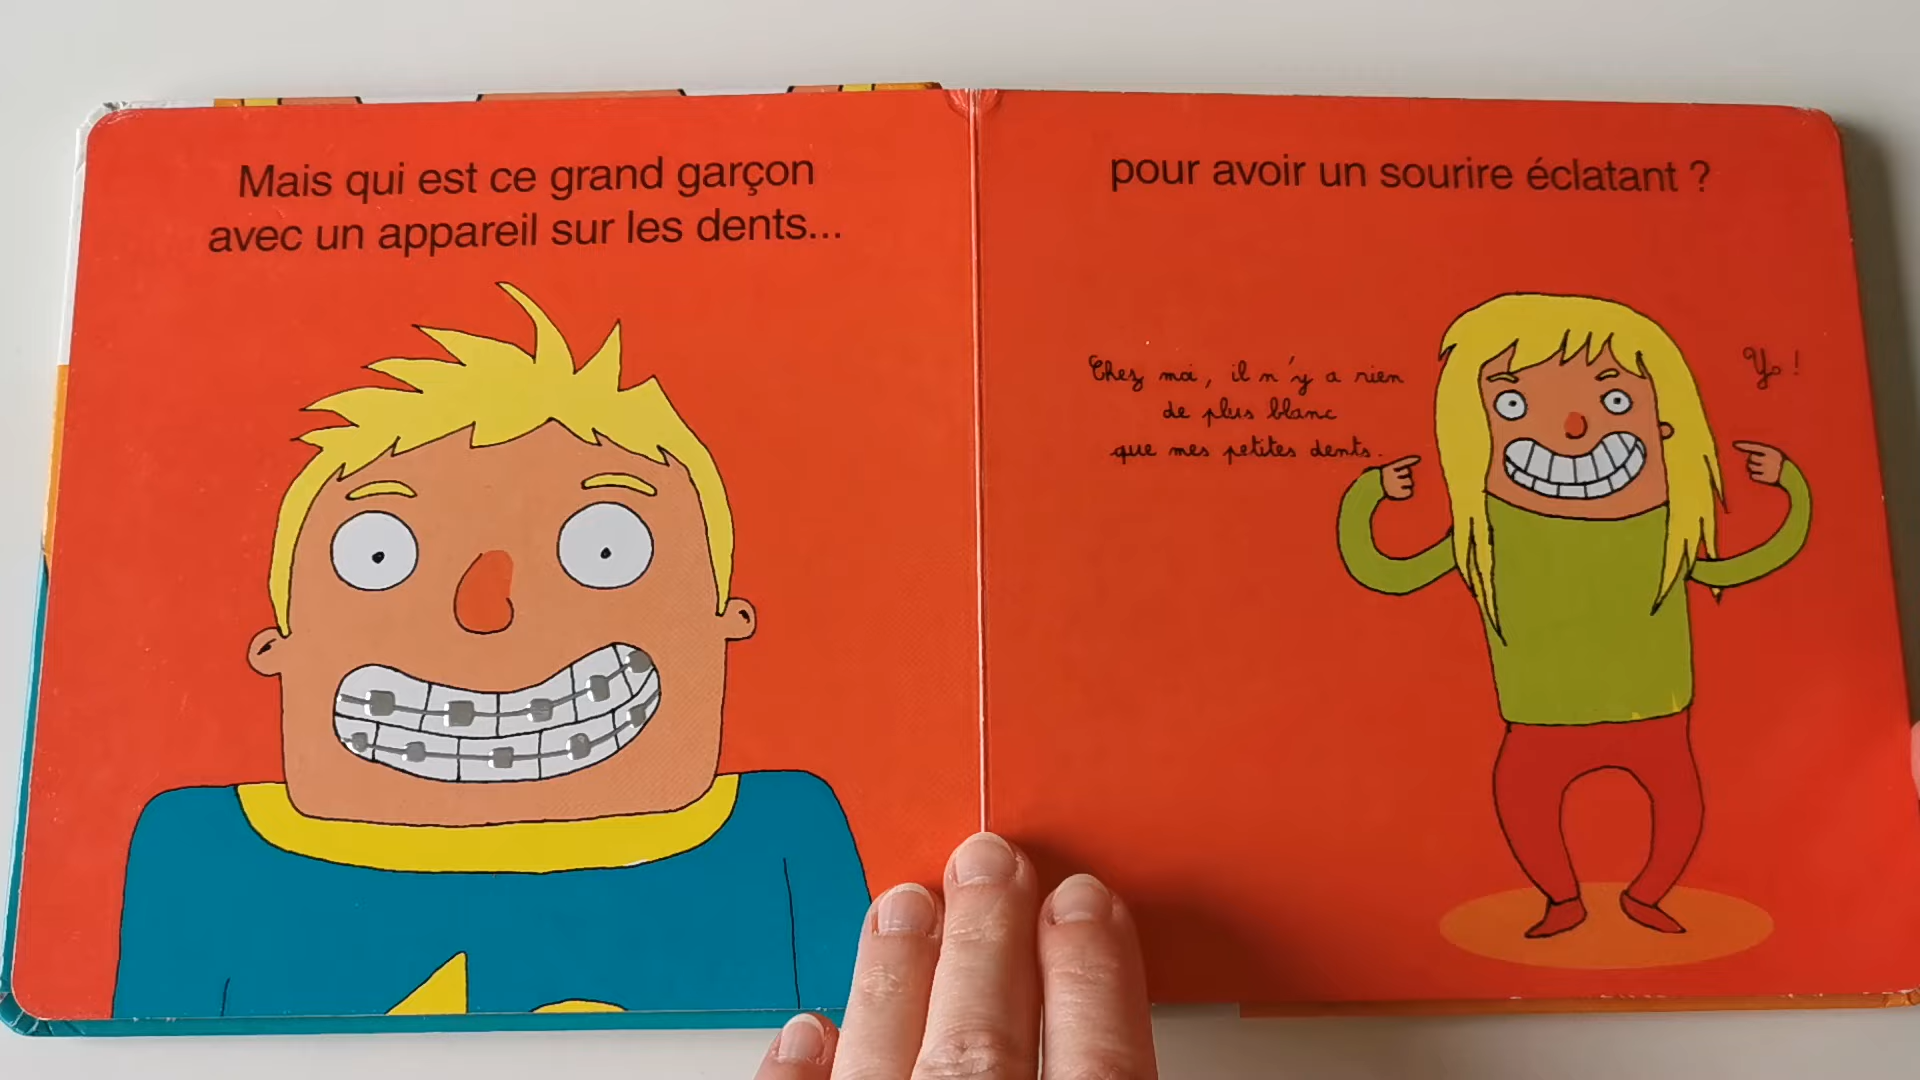 Mais qui est ce grand garçon
avec un appareil sur les dents...
pour avoir un sourire éclatant ?
Chez moi, il n'y a rien
de plus blanc
que mes petites dents.
Yo !